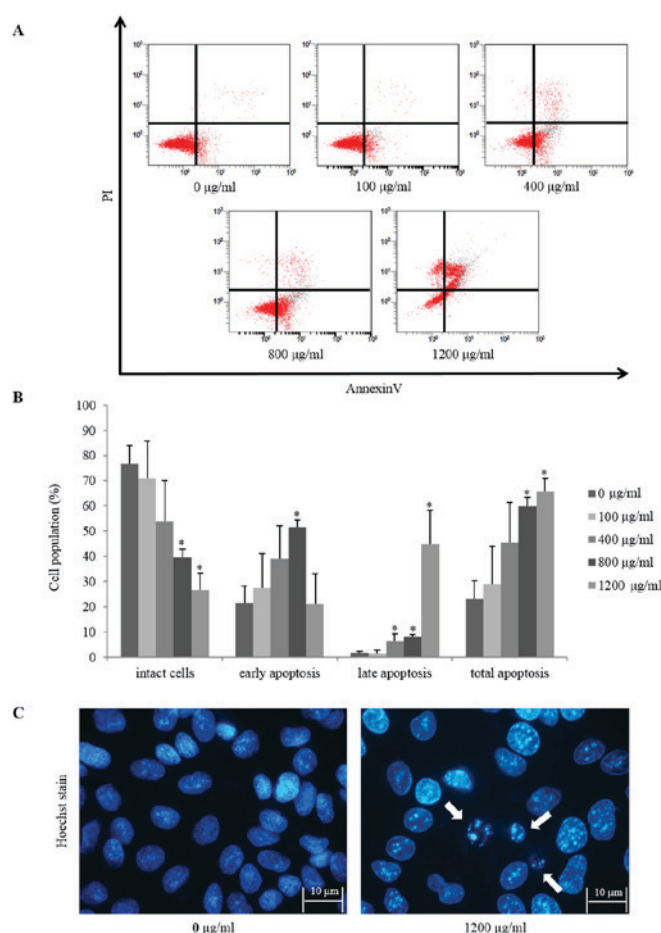 A
PI
0 µg/ml
100 µg/ml
400 µg/ml
800 µg/ml
1200 µg/ml
AnnexinV
B
Cell population (%)
100
90
80
70
60
50
40
30
20
10
0
* * * * * * * *
intact cells early apoptosis late apoptosis total apoptosis
0 µg/ml
100 µg/ml
400 µg/ml
800 µg/ml
1200 µg/ml
C
Hoechst stain
10 µm
10 µm
0 µg/ml
1200 µg/ml